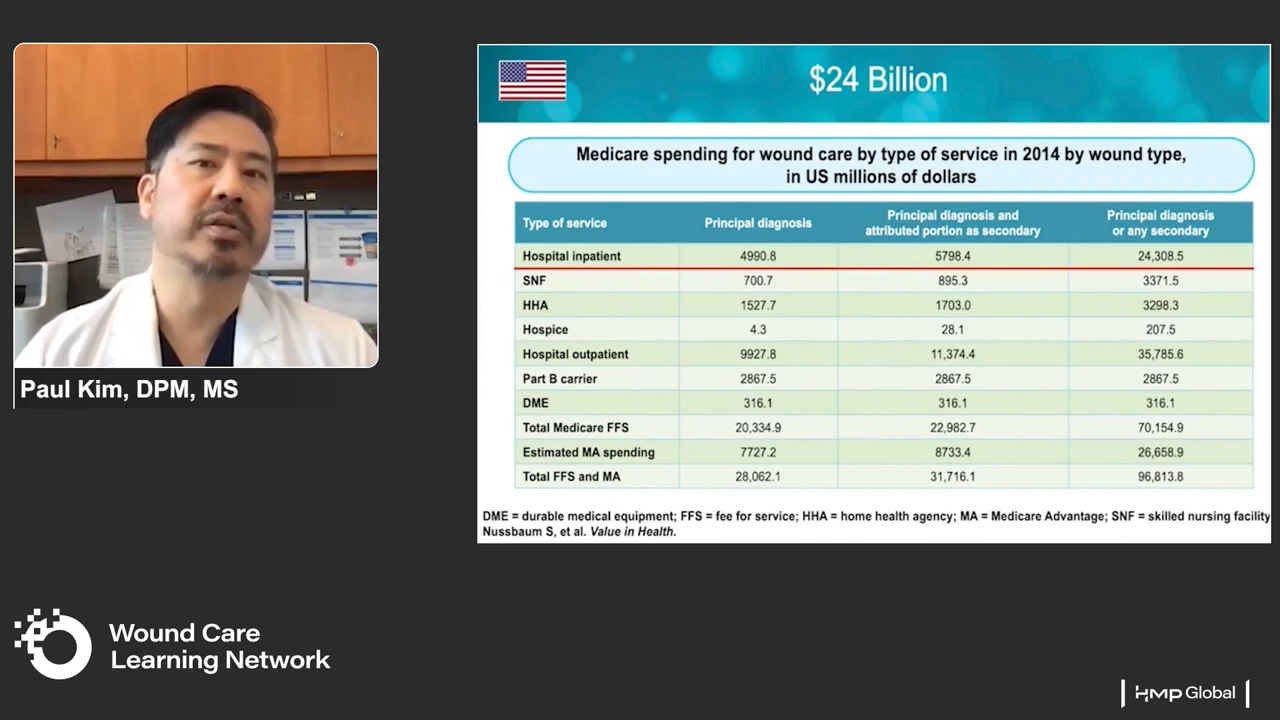 Paul Kim, DPM, MS
$24 Billion
Medicare spending for wound care by type of service in 2014 by wound type,
in US millions of dollars
Type of service Principal diagnosis Principal diagnosis and attributed portion as secondary Principal diagnosis or any secondary
Hospital inpatient 4990.8 5798.4 24,308.5
SNF 700.7 895.3 3371.5
HHA 1527.7 1703.0 3298.3
Hospice 4.3 28.1 207.5
Hospital outpatient 9927.8 11,374.4 35,785.6
Part B carrier 2867.5 2867.5 2867.5
DME 316.1 316.1 316.1
Total Medicare FFS 20,334.9 22,982.7 70,154.9
Estimated MA spending 7727.2 8733.4 26,658.9
Total FFS and MA 28,062.1 31,716.1 96,813.8
DME = durable medical equipment; FFS = fee for service; HHA = home health agency; MA = Medicare Advantage; SNF = skilled nursing facility
Nussbaum S, et al. Value in Health.
Wound Care
Learning Network
HMP Global